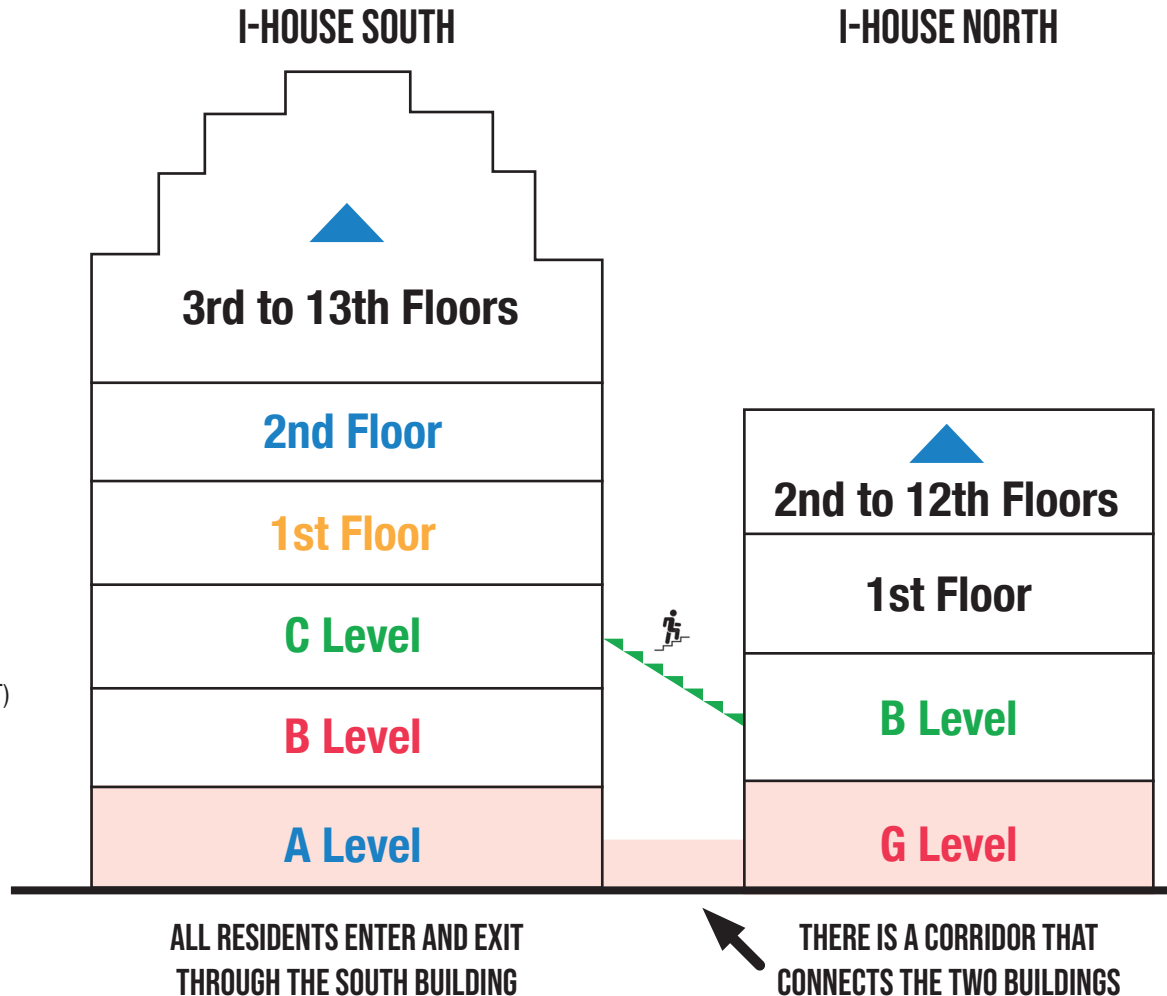 I-HOUSE SOUTH
I-HOUSE NORTH
3rd to 13th Floors
2nd Floor
1st Floor
C Level
B Level
A Level
2nd to 12th Floors
1st Floor
B Level
G Level
ALL RESIDENTS ENTER AND EXIT
THROUGH THE SOUTH BUILDING
THERE IS A CORRIDOR THAT
CONNECTS THE TWO BUILDINGS